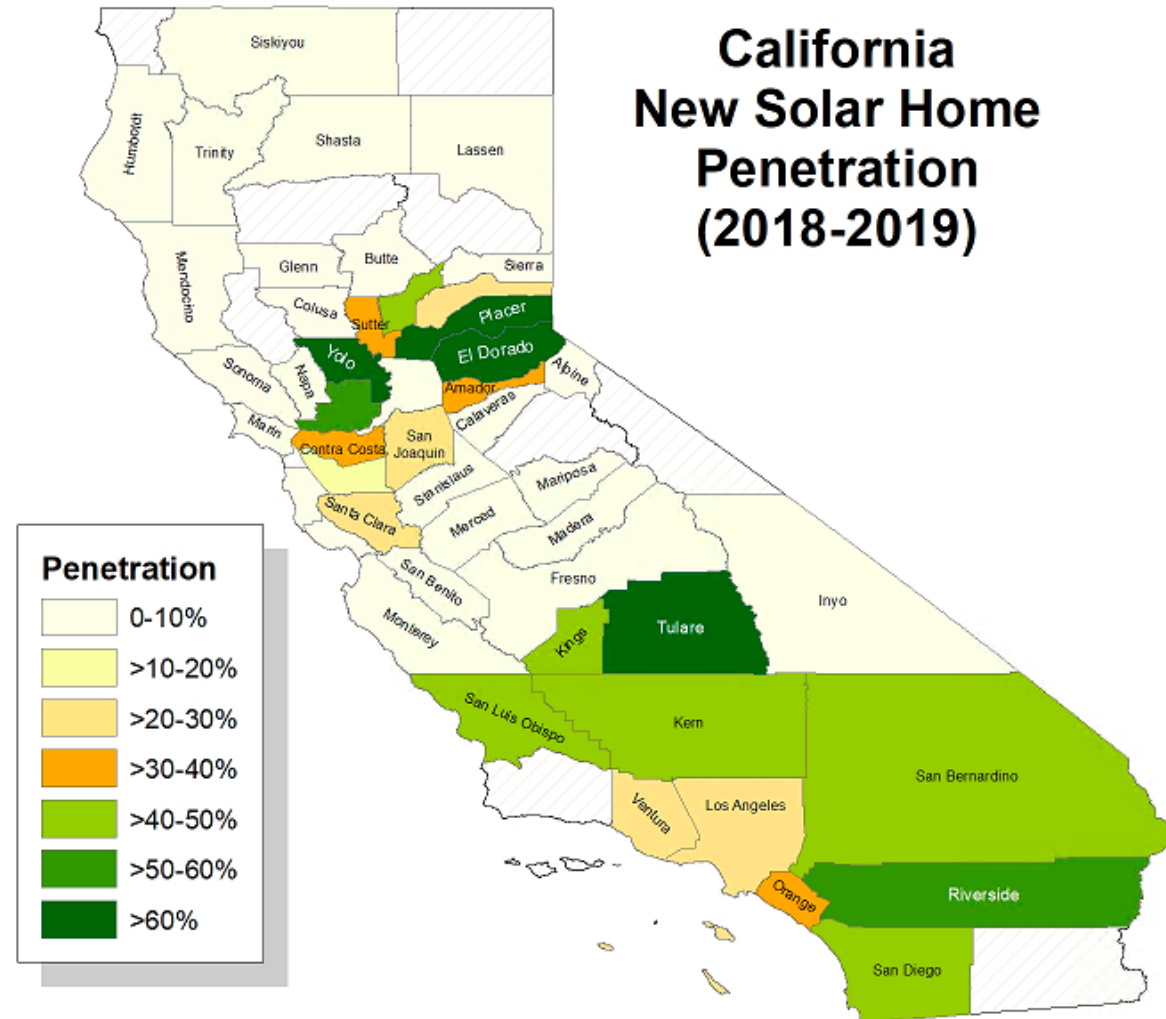 California
New Solar Home
Penetration
(2018-2019)
Siskiyou
Humboldt
Trinity
Shasta
Lassen
Mendocino
Glenn
Butte
Sierra
Colusa
Sutter
Placer
Yolo
El Dorado
Napa
Sonoma
Amador
Alpine
Marin
Calaveras
Contra Costa
San
Joaquin
Stanislaus
Mariposa
Santa Clara
Merced
Madera
San Benito
Fresno
Inyo
Monterey
Kings
Tulare
San Luis Obispo
Kern
San Bernardino
Ventura
Los Angeles
Orange
Riverside
San Diego
Penetration
0-10%
>10-20%
>20-30%
>30-40%
>40-50%
>50-60%
>60%